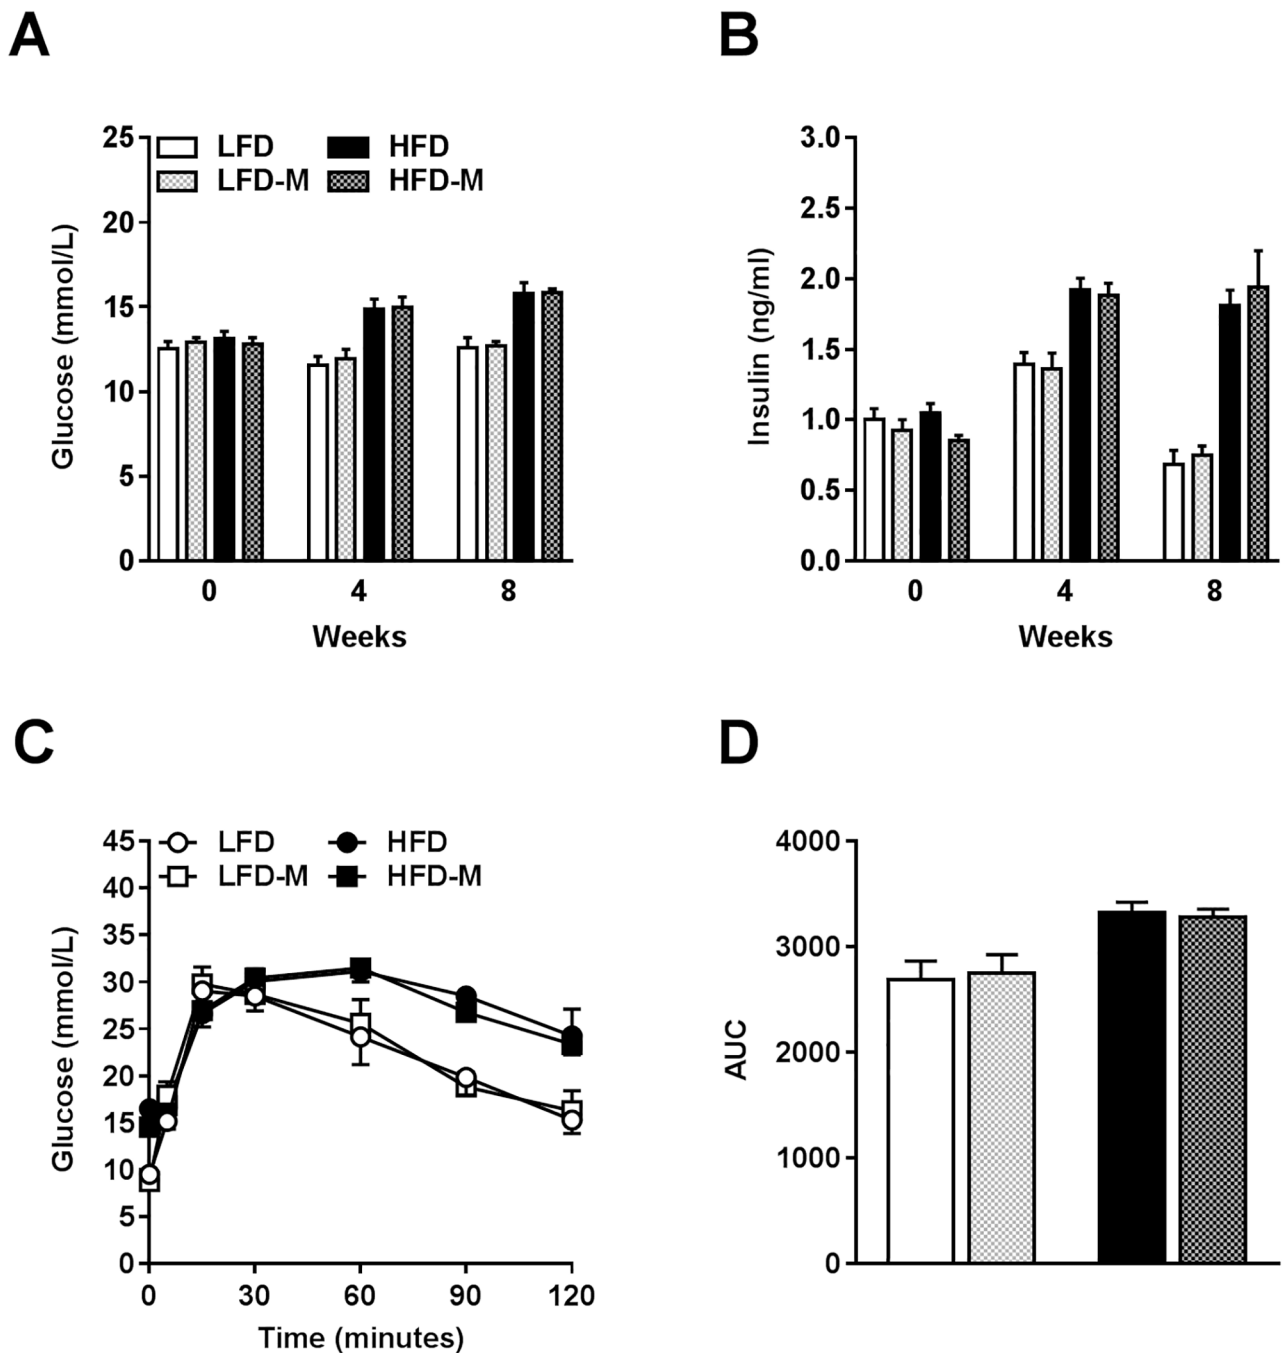 A
25
20
15
10
5
0
Glucose (mmol/L)
LFD HFD
LFD-M HFD-M
0 4 8
Weeks
B
3.0
2.5
2.0
1.5
1.0
0.5
0.0
Insulin (ng/ml)
0 4 8
Weeks
C
45
40
35
30
25
20
15
10
5
0
Glucose (mmol/L)
LFD HFD
LFD-M HFD-M
0 30 60 90 120
Time (minutes)
D
4000
3000
2000
1000
0
AUC